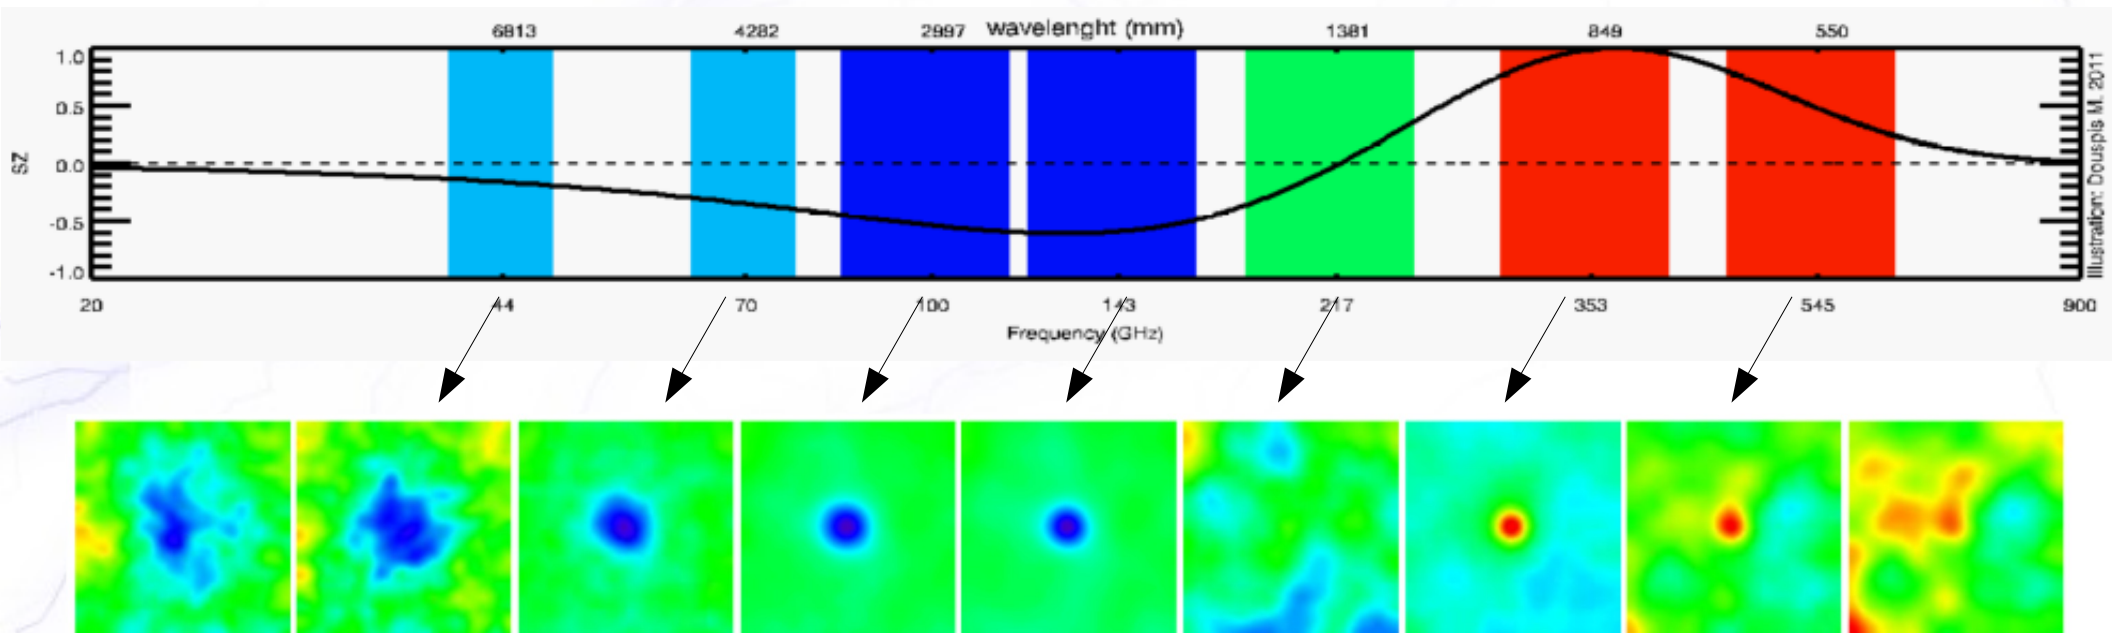 6813 4282 2997 wavelenght (mm) 1381 849 550
1.0
0.5
0.0
-0.5
-1.0
SZ
20 44 70 100 143 217 353 545 900
Frequency (GHz)
Illustration: Douspis M. 2011